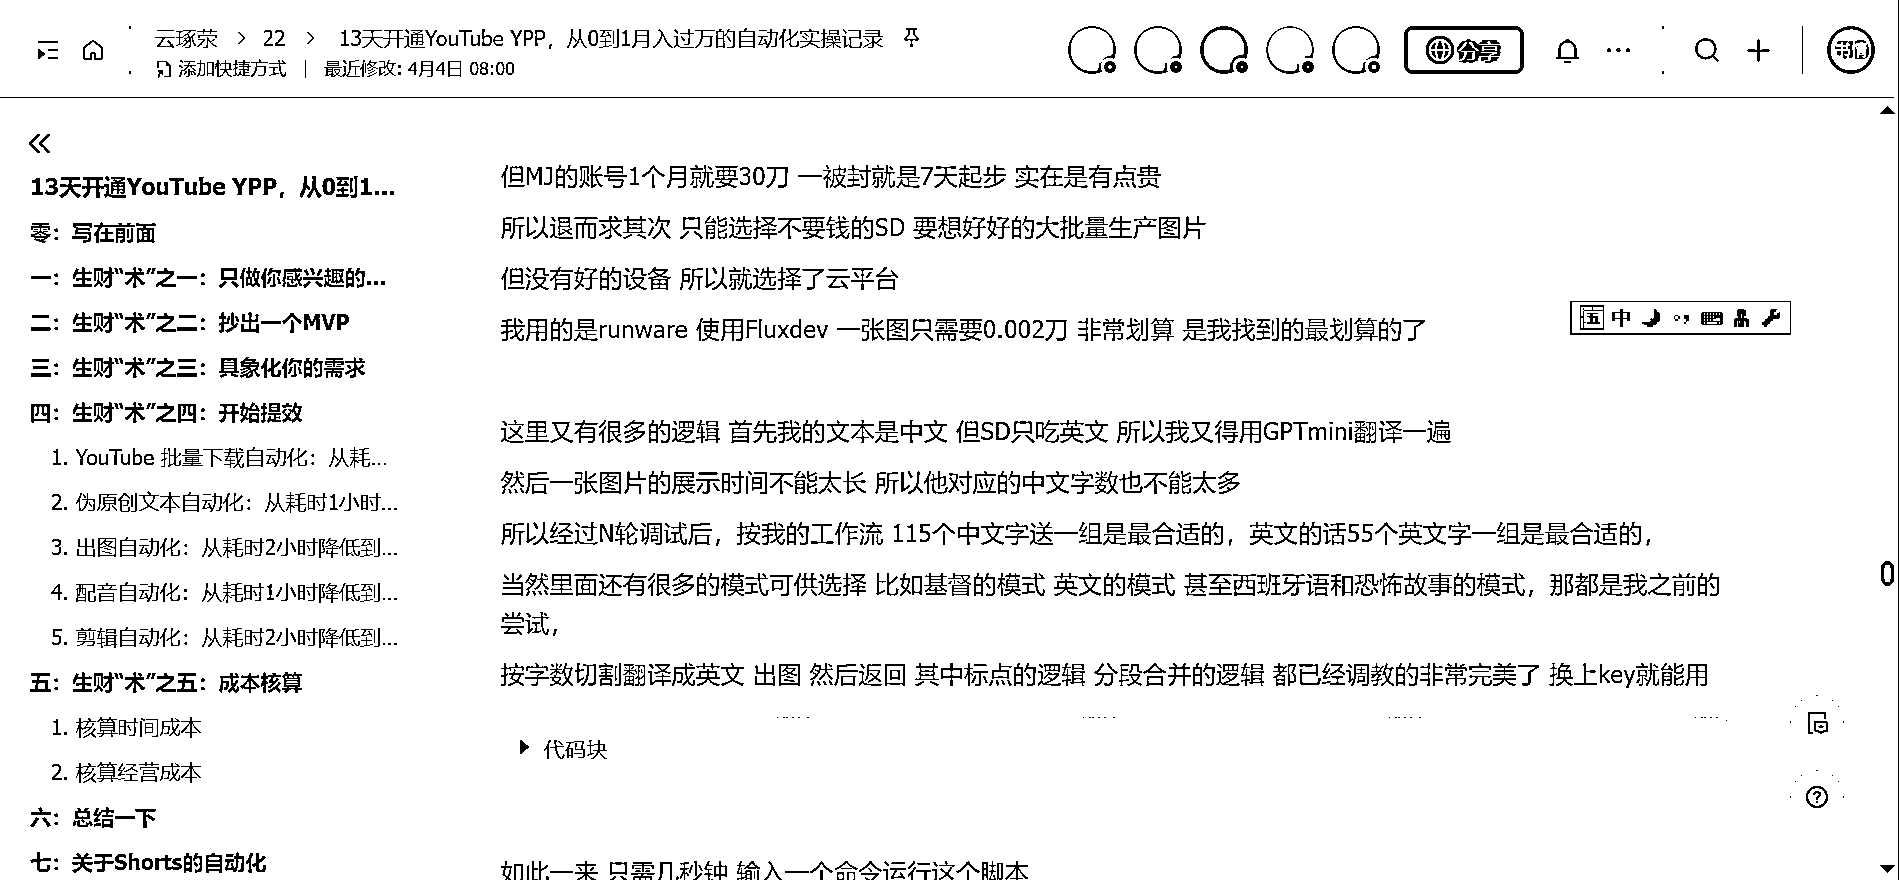 云琢荥 > 22 > 13天开通YouTube YPP，从0到1月入过万的自动化实操记录
添加快捷方式 | 最近修改: 4月4日 08:00
分享
13天开通YouTube YPP，从0到1...
零：写在前面
一：生财“术”之一：只做你感兴趣的...
二：生财“术”之二：抄出一个MVP
三：生财“术”之三：具象化你的需求
四：生财“术”之四：开始提效
1. YouTube 批量下载自动化：从耗...
2. 伪原创文本自动化：从耗时1小时...
3. 出图自动化：从耗时2小时降低到...
4. 配音自动化：从耗时1小时降低到...
5. 剪辑自动化：从耗时2小时降低到...
五：生财“术”之五：成本核算
1. 核算时间成本
2. 核算经营成本
六：总结一下
七：关于Shorts的自动化
但MJ的账号1个月就要30刀 一被封就是7天起步 实在是有点贵
所以退而求其次 只能选择不要钱的SD 要想好好的大批量生产图片
但没有好的设备 所以就选择了云平台
我用的是runware 使用Fluxdev 一张图只需要0.002刀 非常划算 是我找到的最划算的了
五 中
这里又有很多的逻辑 首先我的文本是中文 但SD只吃英文 所以我又得用GPTmini翻译一遍
然后一张图片的展示时间不能太长 所以他对应的中文字数也不能太多
所以经过N轮调试后，按我的工作流 115个中文字送一组是最合适的，英文的话55个英文字一组是最合适的，
当然里面还有很多的模式可供选择 比如基督的模式 英文的模式 甚至西班牙语和恐怖故事的模式，那都是我之前的
尝试，
按字数切割翻译成英文 出图 然后返回 其中标点的逻辑 分段合并的逻辑 都已经调教的非常完美了 换上key就能用
代码块
如此一来 只需几秒钟 输入一个命令运行这个脚本